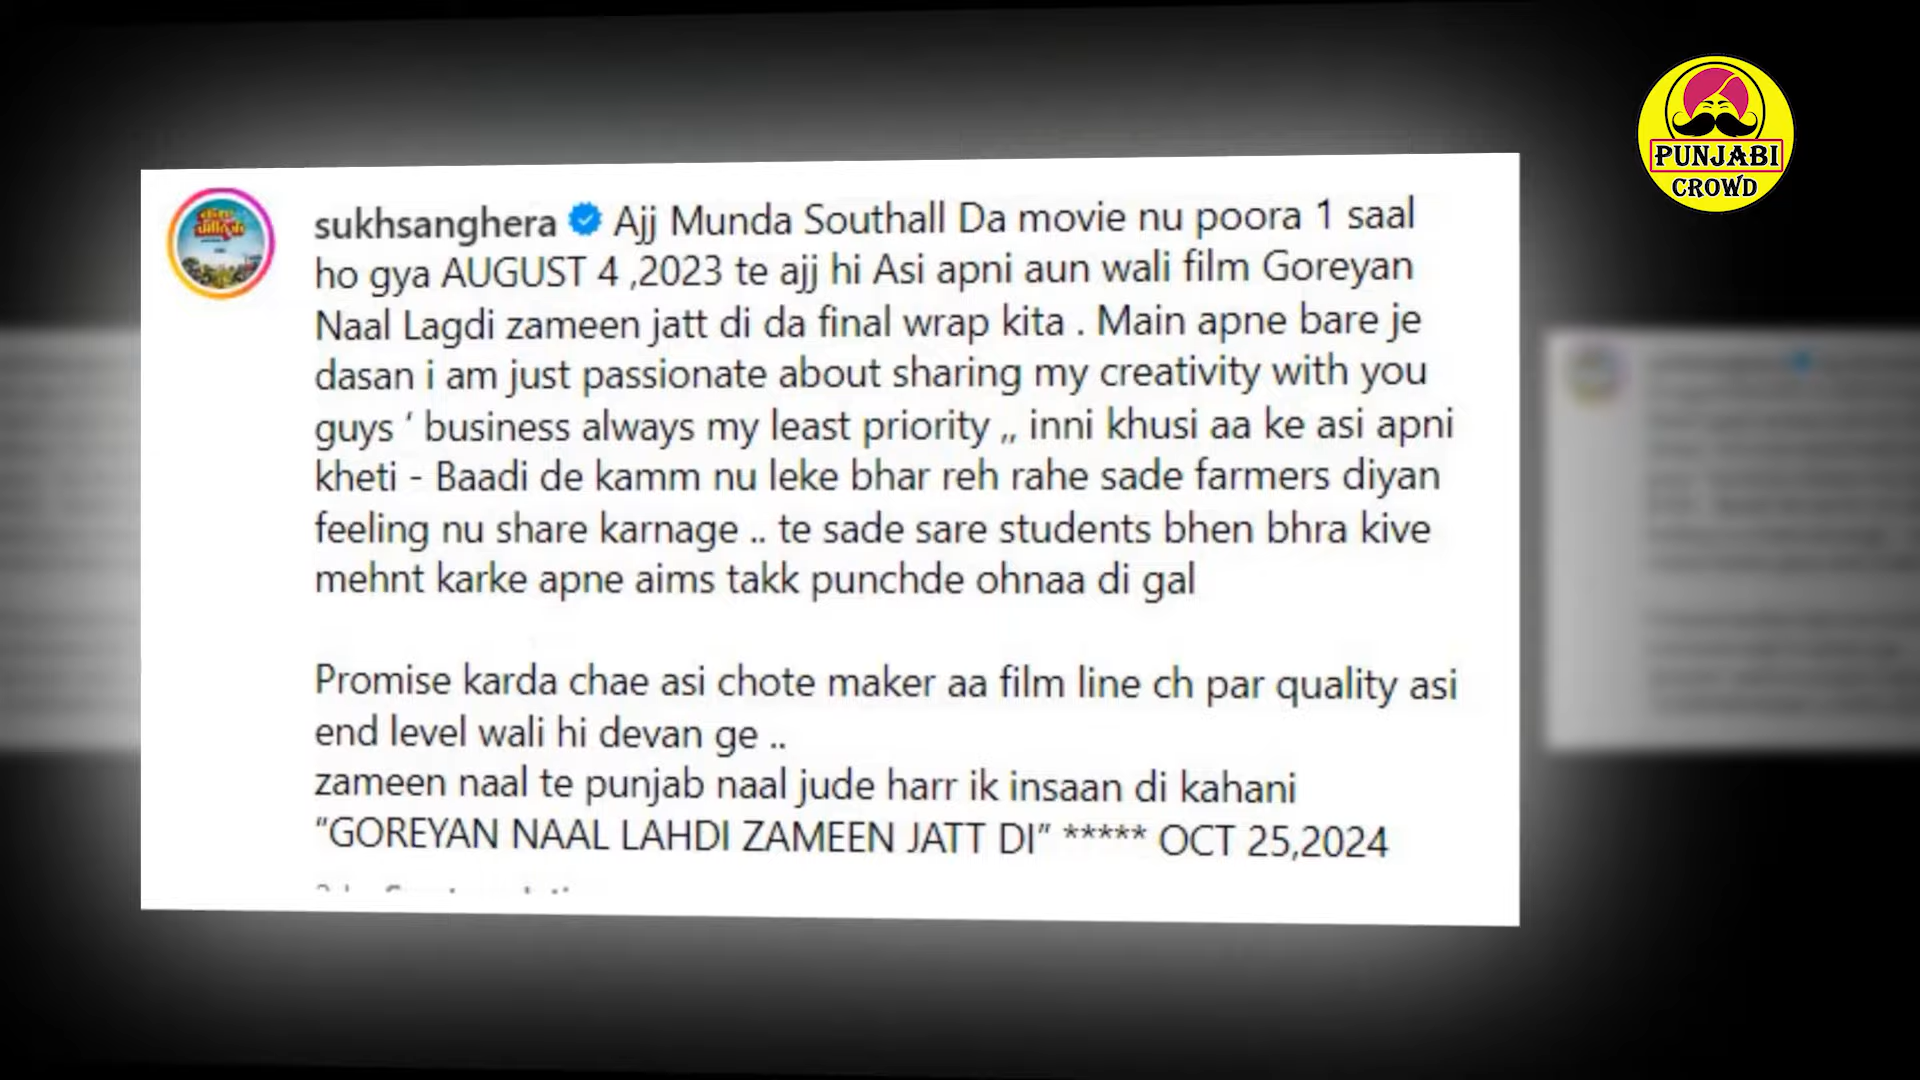 PUNJABI
CROWD
sukhsanghera Ajj Munda Southall Da movie nu poora 1 saal
ho gya AUGUST 4 ,2023 te ajj hi Asi apni aun wali film Goreyan
Naal Lagdi zameen jatt di da final wrap kita . Main apne bare je
dasan i am just passionate about sharing my creativity with you
guys ‘ business always my least priority ,, inni khusi aa ke asi apni
kheti - Baadi de kamm nu leke bhar reh rahe sade farmers diyan
feeling nu share karnage .. te sade sare students bhen bhra kive
mehnt karke apne aims takk punchde ohnaa di gal
Promise karda chae asi chote maker aa film line ch par quality asi
end level wali hi devan ge ..
zameen naal te punjab naal jude harr ik insaan di kahani
“GOREYAN NAAL LAHDI ZAMEEN JATT DI” ***** OCT 25,2024